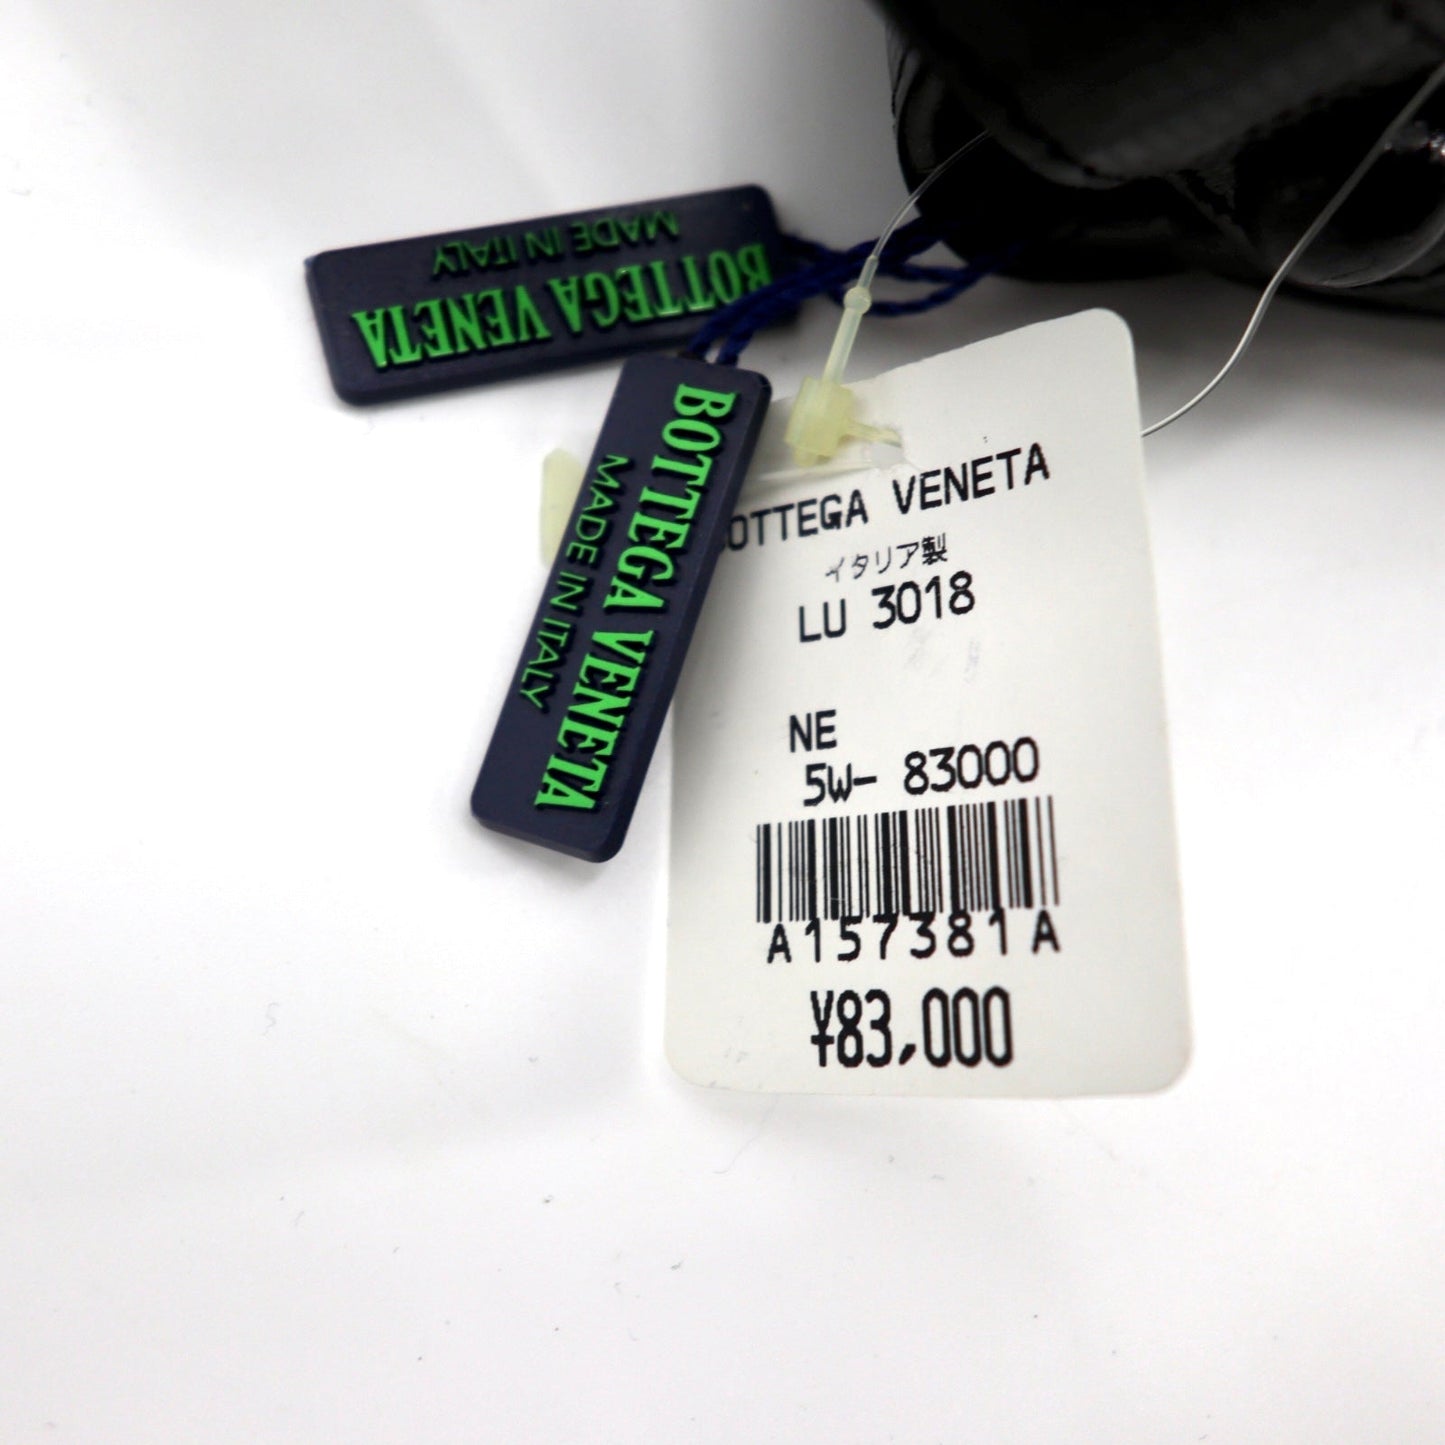 BOTTEGA VENETA
MADE IN ITALY
BOTTEGA VENETA
MADE IN ITALY
OTTEGA VENETA
イタリア製
LU 3018
NE
5W- 83000
A157381A
¥83,000